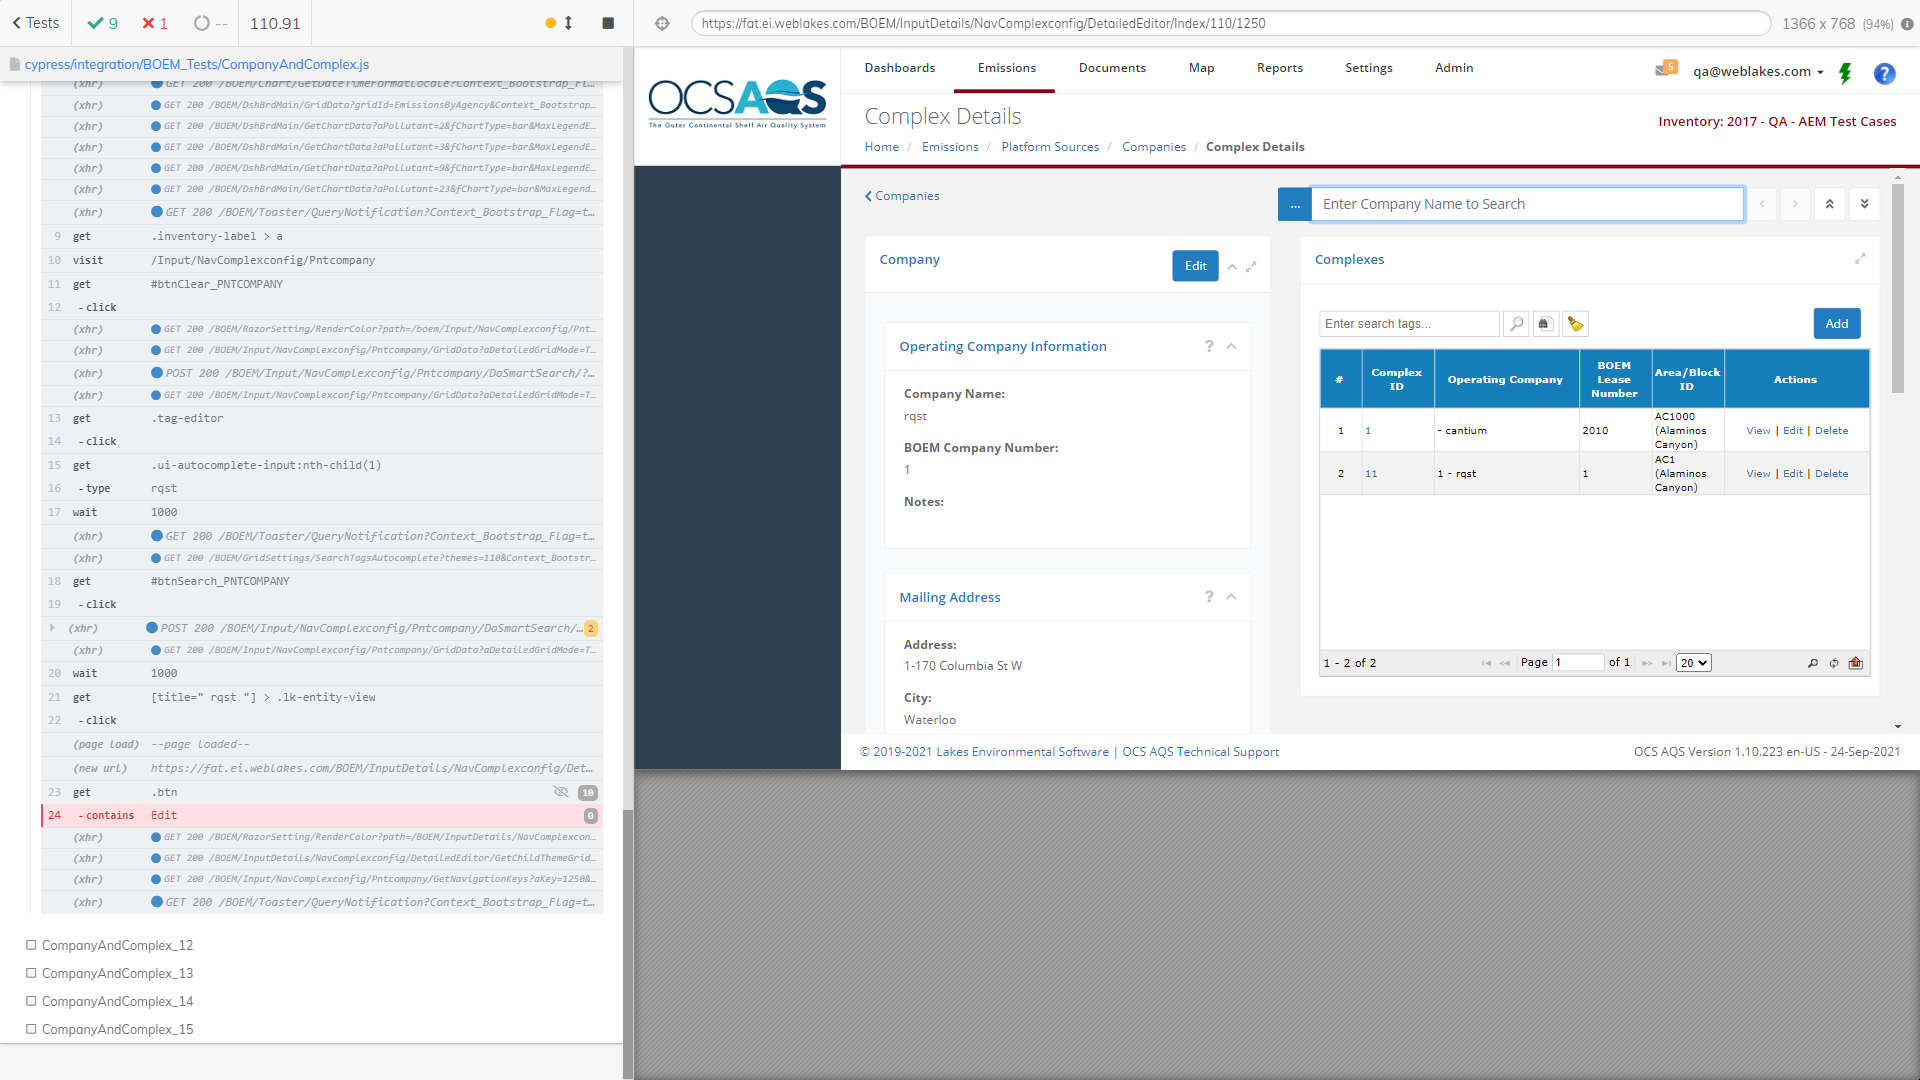 Tests
9
1
--
110.91
cypress/integration/BOEM_Tests/CompanyAndComplex.js
(xhr) GET 200 /BOEM/Chart/GetDateTimeFormatLocale?Context_Bootstrap_Fl...
(xhr) GET 200 /BOEM/DshBrdMain/GridData?gridId=EmissionsByAgency&Context_Bootstrap...
(xhr) GET 200 /BOEM/DshBrdMain/GetChartData?aPollutant=2&fChartType=bar&MaxLegendE...
(xhr) GET 200 /BOEM/DshBrdMain/GetChartData?aPollutant=3&fChartType=bar&MaxLegendE...
(xhr) GET 200 /BOEM/DshBrdMain/GetChartData?aPollutant=9&fChartType=bar&MaxLegendE...
(xhr) GET 200 /BOEM/DshBrdMain/GetChartData?aPollutant=23&fChartType=bar&MaxLegend...
(xhr) GET 200 /BOEM/Toaster/QueryNotification?Context_Bootstrap_Flag=t...
9 get .inventory-label > a
10 visit /Input/NavComplexconfig/Pntcompany
11 get #btnClear_PNTCOMPANY
12 -click
(xhr) GET 200 /BOEM/RazorSetting/RenderColor?path=/boem/Input/NavComplexconfig/Pnt...
(xhr) GET 200 /BOEM/Input/NavComplexconfig/Pntcompany/GridData?aDetailedGridMode=T...
(xhr) POST 200 /BOEM/Input/NavComplexconfig/Pntcompany/DoSmartSearch/?...
(xhr) GET 200 /BOEM/Input/NavComplexconfig/Pntcompany/GridData?aDetailedGridMode=T...
13 get .tag-editor
14 -click
15 get .ui-autocomplete-input:nth-child(1)
16 -type rqst
17 wait 1000
(xhr) GET 200 /BOEM/Toaster/QueryNotification?Context_Bootstrap_Flag=t...
(xhr) GET 200 /BOEM/GridSettings/SearchTagsAutocomplete?themes=110&Context_Bootstr...
18 get #btnSearch_PNTCOMPANY
19 -click
(xhr) POST 200 /BOEM/Input/NavComplexconfig/Pntcompany/DoSmartSearch/... 2
(xhr) GET 200 /BOEM/Input/NavComplexconfig/Pntcompany/GridData?aDetailedGridMode=T...
20 wait 1000
21 get [title=" rqst "] > .lk-entity-view
22 -click
(page load) --page loaded--
(new url) https://fat.ei.weblakes.com/BOEM/InputDetails/NavComplexconfig/Det...
23 get .btn 10
24 -contains Edit 0
(xhr) GET 200 /BOEM/RazorSetting/RenderColor?path=/BOEM/InputDetails/NavComplexcon...
(xhr) GET 200 /BOEM/InputDetails/NavComplexconfig/DetailedEditor/GetChildThemeGrid...
(xhr) GET 200 /BOEM/Input/NavComplexconfig/Pntcompany/GetNavigationKeys?aKey=1250&...
(xhr) GET 200 /BOEM/Toaster/QueryNotification?Context_Bootstrap_Flag=t...
CompanyAndComplex_12
CompanyAndComplex_13
CompanyAndComplex_14
CompanyAndComplex_15
https://fat.ei.weblakes.com/BOEM/InputDetails/NavComplexconfig/DetailedEditor/Index/110/1250
1366 x 768 (94%)
OCSAQS
The Outer Continental Shelf Air Quality System
Dashboards Emissions Documents Map Reports Settings Admin
5
qa@weblakes.com
?
Complex Details
Inventory: 2017 - QA - AEM Test Cases
Home / Emissions / Platform Sources / Companies / Complex Details
Companies
...
Enter Company Name to Search
Company
Edit
Operating Company Information
?
Company Name:
rqst
BOEM Company Number:
1
Notes:
Mailing Address
?
Address:
1-170 Columbia St W
City:
Waterloo
Complexes
Enter search tags...
Add
# Complex ID Operating Company BOEM Lease Number Area/Block ID Actions
1 1 - cantium 2010 AC1000 (Alaminos Canyon) View | Edit | Delete
2 11 1 - rqst 1 AC1 (Alaminos Canyon) View | Edit | Delete
1 - 2 of 2
Page 1 of 1
20
© 2019-2021 Lakes Environmental Software | OCS AQS Technical Support
OCS AQS Version 1.10.223 en-US - 24-Sep-2021